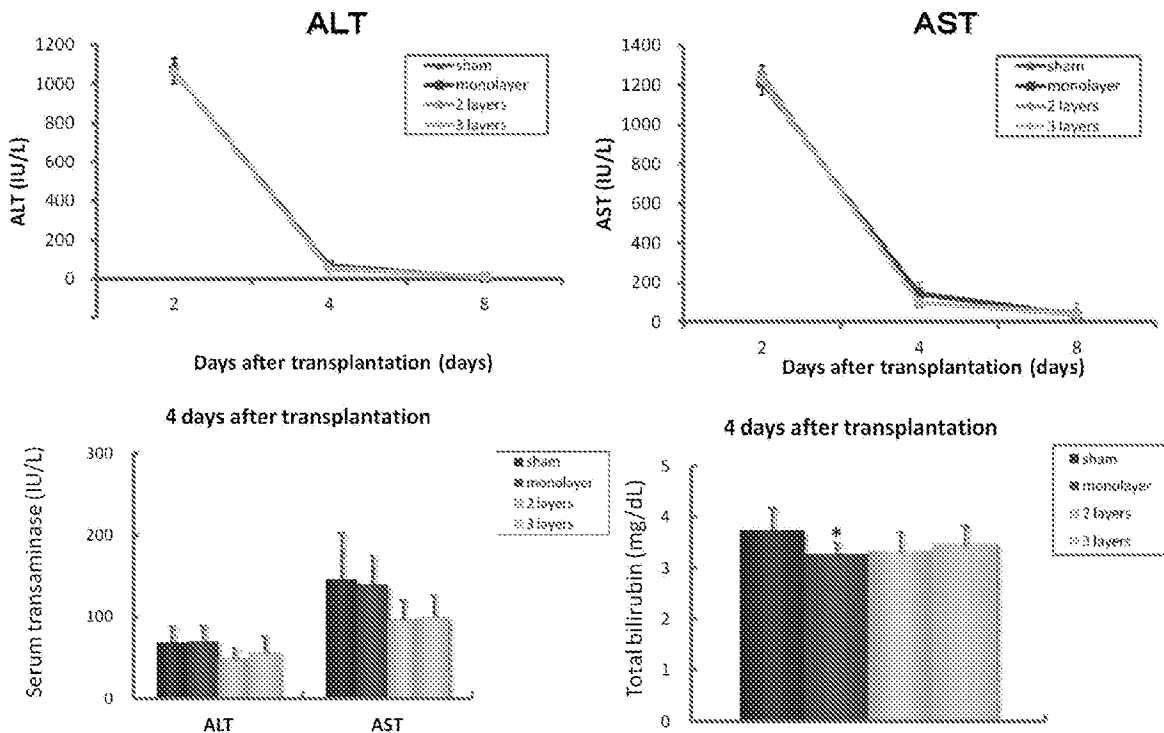 ALT
1200
1000
800
600
400
200
0
ALT (IU/L)
sham
monolayer
2 layers
3 layers
2
4
8
Days after transplantation (days)
AST
1400
1200
1000
800
600
400
200
0
AST (IU/L)
sham
monolayer
2 layers
3 layers
2
4
8
Days after transplantation (days)
4 days after transplantation
300
200
100
0
Serum transaminase (IU/L)
sham
monolayer
2 layers
3 layers
ALT
AST
4 days after transplantation
5
4
3
2
1
0
Total bilirubin (mg/dL)
*
sham
monolayer
2 layers
3 layers